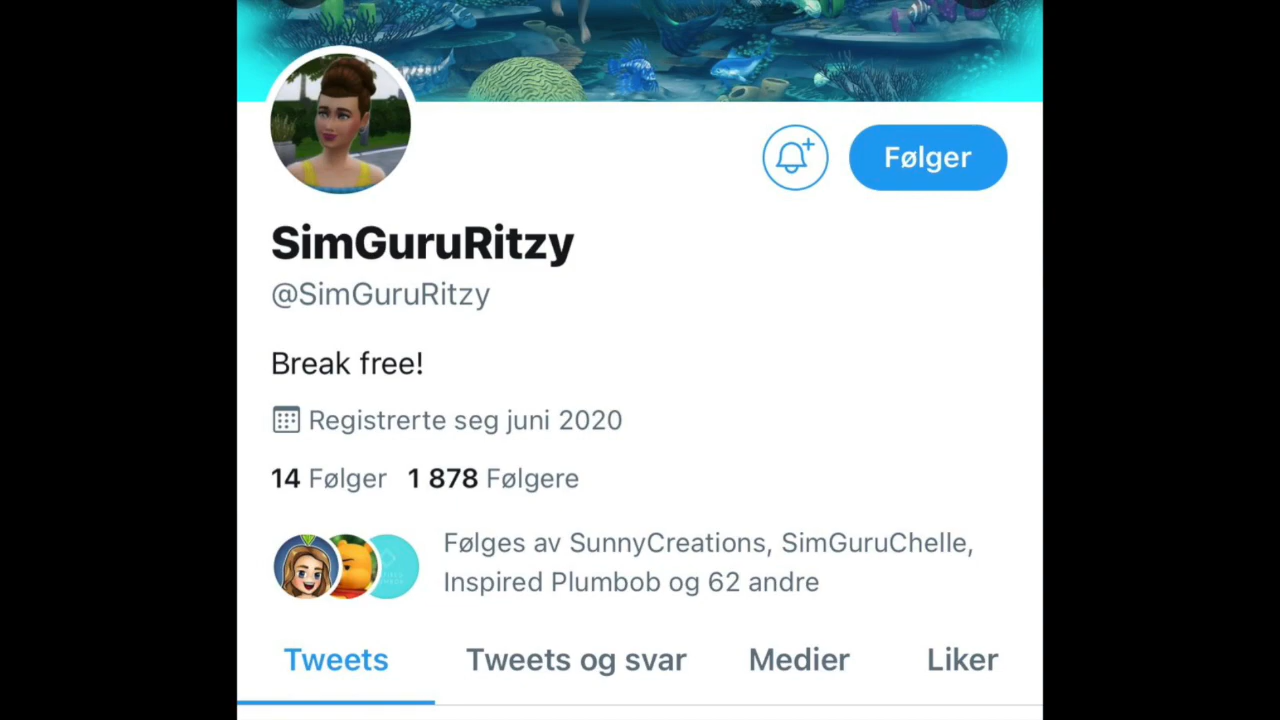 Følger
SimGuruRitzy
@SimGuruRitzy
Break free!
Registrerte seg juni 2020
14 Følger 1 878 Følgere
Følges av SunnyCreations, SimGuruChelle,
Inspired Plumbob og 62 andre
Tweets Tweets og svar Medier Liker